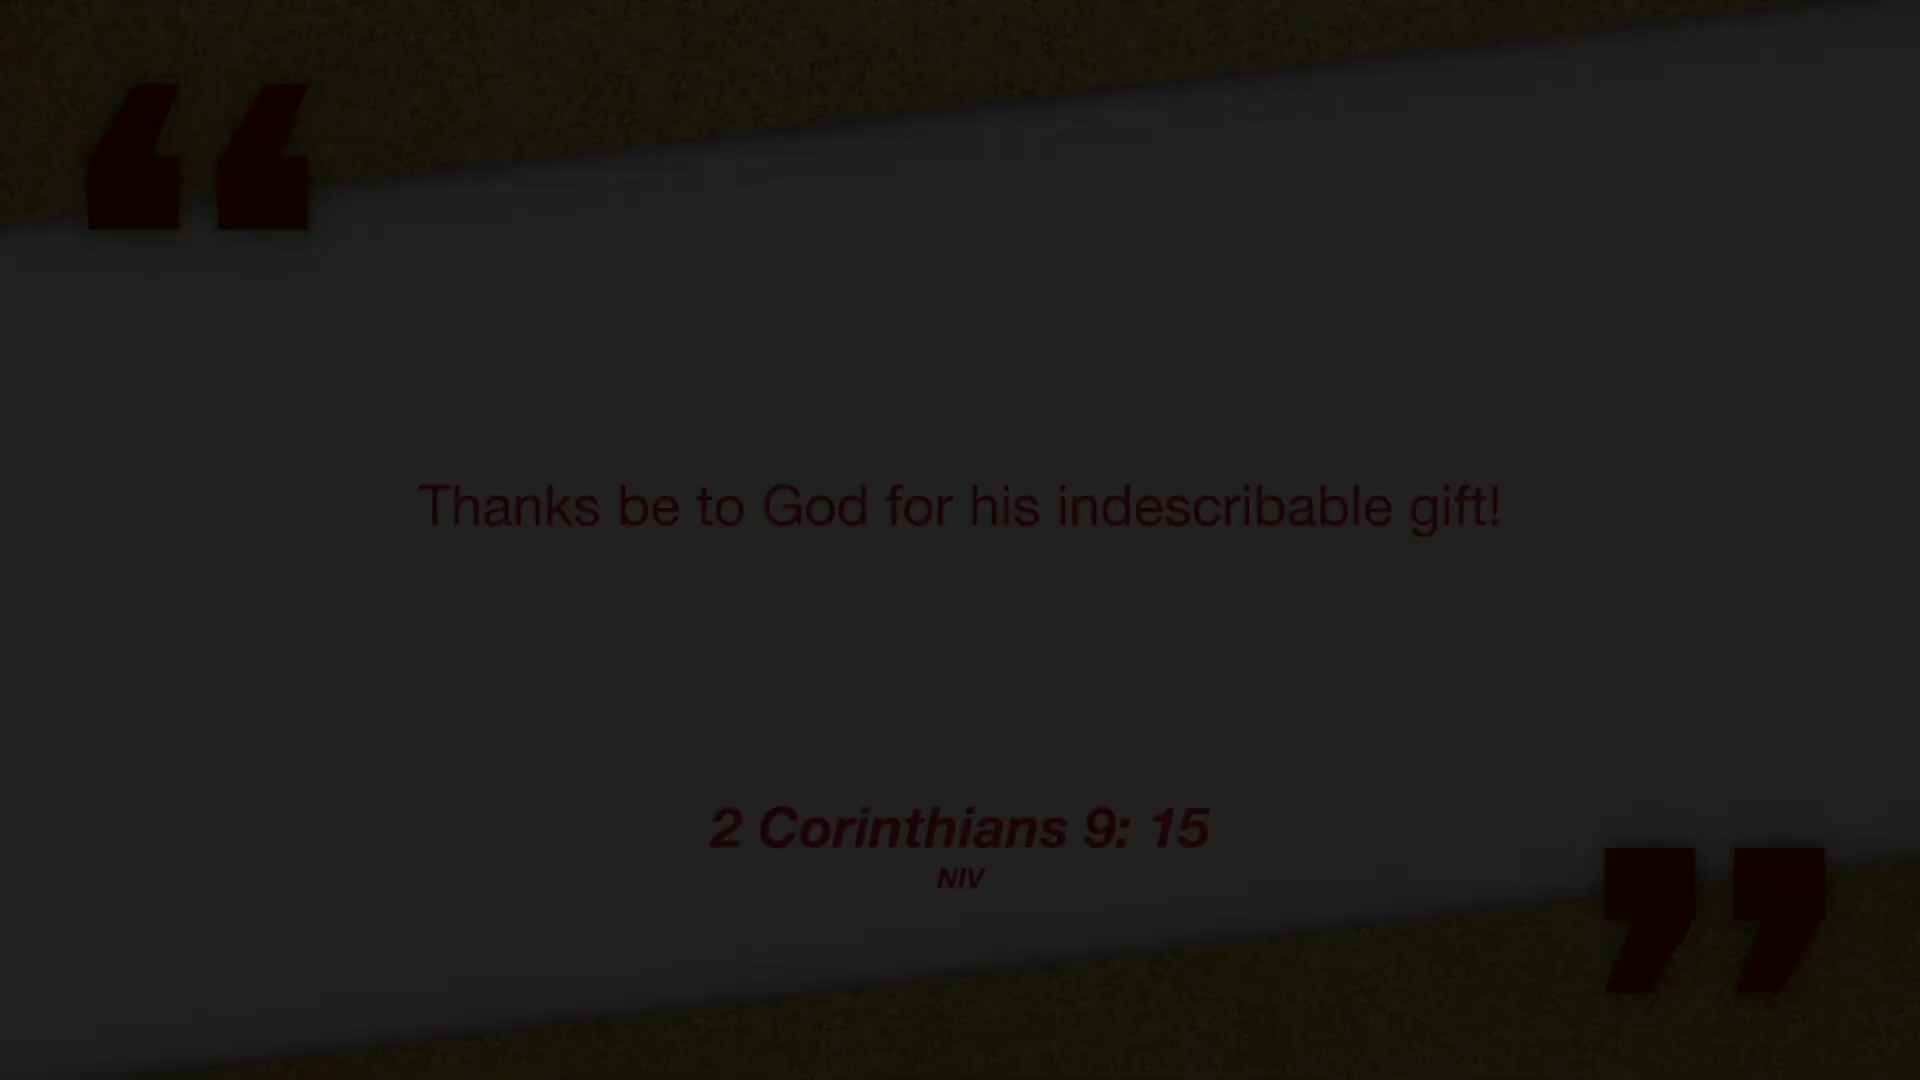 “
Thanks be to God for his indescribable gift!
2 Corinthians 9: 15
NIV
”